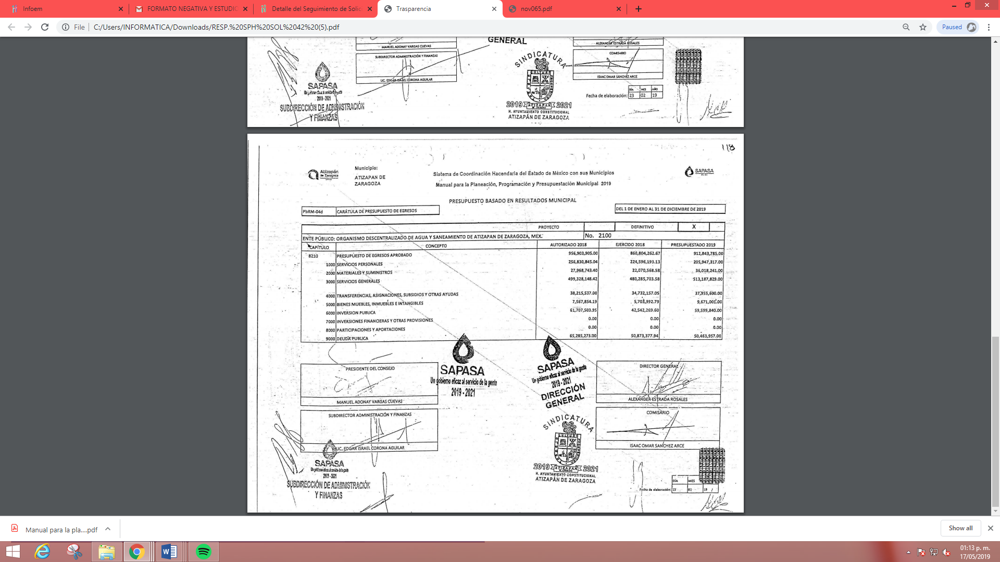 Infoem
FORMATO NEGATIVA Y ESTUDIO
Detalle del Seguimiento de Solici
Trasparencia
nov065.pdf
File
C:/Users/INFORMATICA/Downloads/RESP.%20SPH%20SOL%2042%20(5).pdf
Paused
GENERAL
MANUEL ADONAY VARGAS CUEVAS
ALEXANDER ESTRADA ROSALES
SUBDIRECTOR ADMINISTRACIÓN Y FINANZAS
COMISARIO
SINDICATURA
LIC. EDGAR ISRAEL CORONA AGUILAR
ISAAC OMAR SANCHEZ ARCE
SAPASA
Un gobierno eficaz al servicio de la gente
2019 - 2021
SUBDIRECCIÓN DE ADMINISTRACIÓN
Y FINANZAS
2019 ATIZAPÁN 2021
H. AYUNTAMIENTO CONSTITUCIONAL
ATIZAPÁN DE ZARAGOZA
DÍA MES AÑO
Fecha de elaboración: 23 02 19
118
Atizapán
de Zaragoza
Municipio:
ATIZAPAN DE
ZARAGOZA
Sistema de Coordinación Hacendaria del Estado de México con sus Municipios
Manual para la Planeación, Programación y Presupuestación Municipal 2019
SAPASA
PRESUPUESTO BASADO EN RESULTADOS MUNICIPAL
PbRM-04d CARÁTULA DE PRESUPUESTO DE EGRESOS
DEL 1 DE ENERO AL 31 DE DICIEMBRE DE 2019
PROYECTO DEFINITIVO X
ENTE PÚBLICO: ORGANISMO DESCENTRALIZADO DE AGUA Y SANEAMIENTO DE ATIZAPAN DE ZARAGOZA, MEX. No. 2100
CAPÍTULO CONCEPTO AUTORIZADO 2018 EJERCIDO 2018 PRESUPUESTADO 2019
8210 PRESUPUESTO DE EGRESOS APROBADO 956,903,905.00 860,804,262.67 912,843,785.00
1000 SERVICIOS PERSONALES 256,830,845.04 224,596,193.13 205,947,317.00
2000 MATERIALES Y SUMINISTROS 27,968,743.40 22,070,568.58 36,018,241.00
3000 SERVICIOS GENERALES 499,328,148.42 480,285,703.58 513,187,829.00
4000 TRANSFERENCIAS, ASIGNACIONES, SUBSIDIOS Y OTRAS AYUDAS 38,215,537.00 34,732,157.05 37,955,600.00
5000 BIENES MUEBLES, INMUEBLES E INTANGIBLES 7,567,854.19 5,703,992.79 9,671,001.00
6000 INVERSION PUBLICA 61,707,503.95 42,542,269.60 59,599,840.00
7000 INVERSIONES FINANCIERAS Y OTRAS PROVISIONES 0.00 0.00 0.00
8000 PARTICIPACIONES Y APORTACIONES 0.00 0.00 0.00
9000 DEUDA PUBLICA 65,285,273.00 50,873,377.94 50,463,957.00
PRESIDENTE DEL CONSEJO
MANUEL ADONAY VARGAS CUEVAS
SAPASA
Un gobierno eficaz al servicio de la gente
2019 - 2021
SAPASA
Un gobierno eficaz al servicio de la gente
2019 - 2021
DIRECCIÓN
GENERAL
DIRECTOR GENERAL
ALEXANDER ESTRADA ROSALES
SUBDIRECTOR ADMINISTRACIÓN Y FINANZAS
LIC. EDGAR ISRAEL CORONA AGUILAR
COMISARIO
ISAAC OMAR SANCHEZ ARCE
SAPASA
Un gobierno eficaz al servicio de la gente
2019 - 2021
SUBDIRECCIÓN DE ADMINISTRACIÓN
Y FINANZAS
SINDICATURA
2019 ATIZAPÁN 2021
H. AYUNTAMIENTO CONSTITUCIONAL
ATIZAPÁN DE ZARAGOZA
DÍA MES
Fecha de elaboración: 23 02 19
Manual para la pla....pdf
Show all
01:13 p. m.
17/05/2019